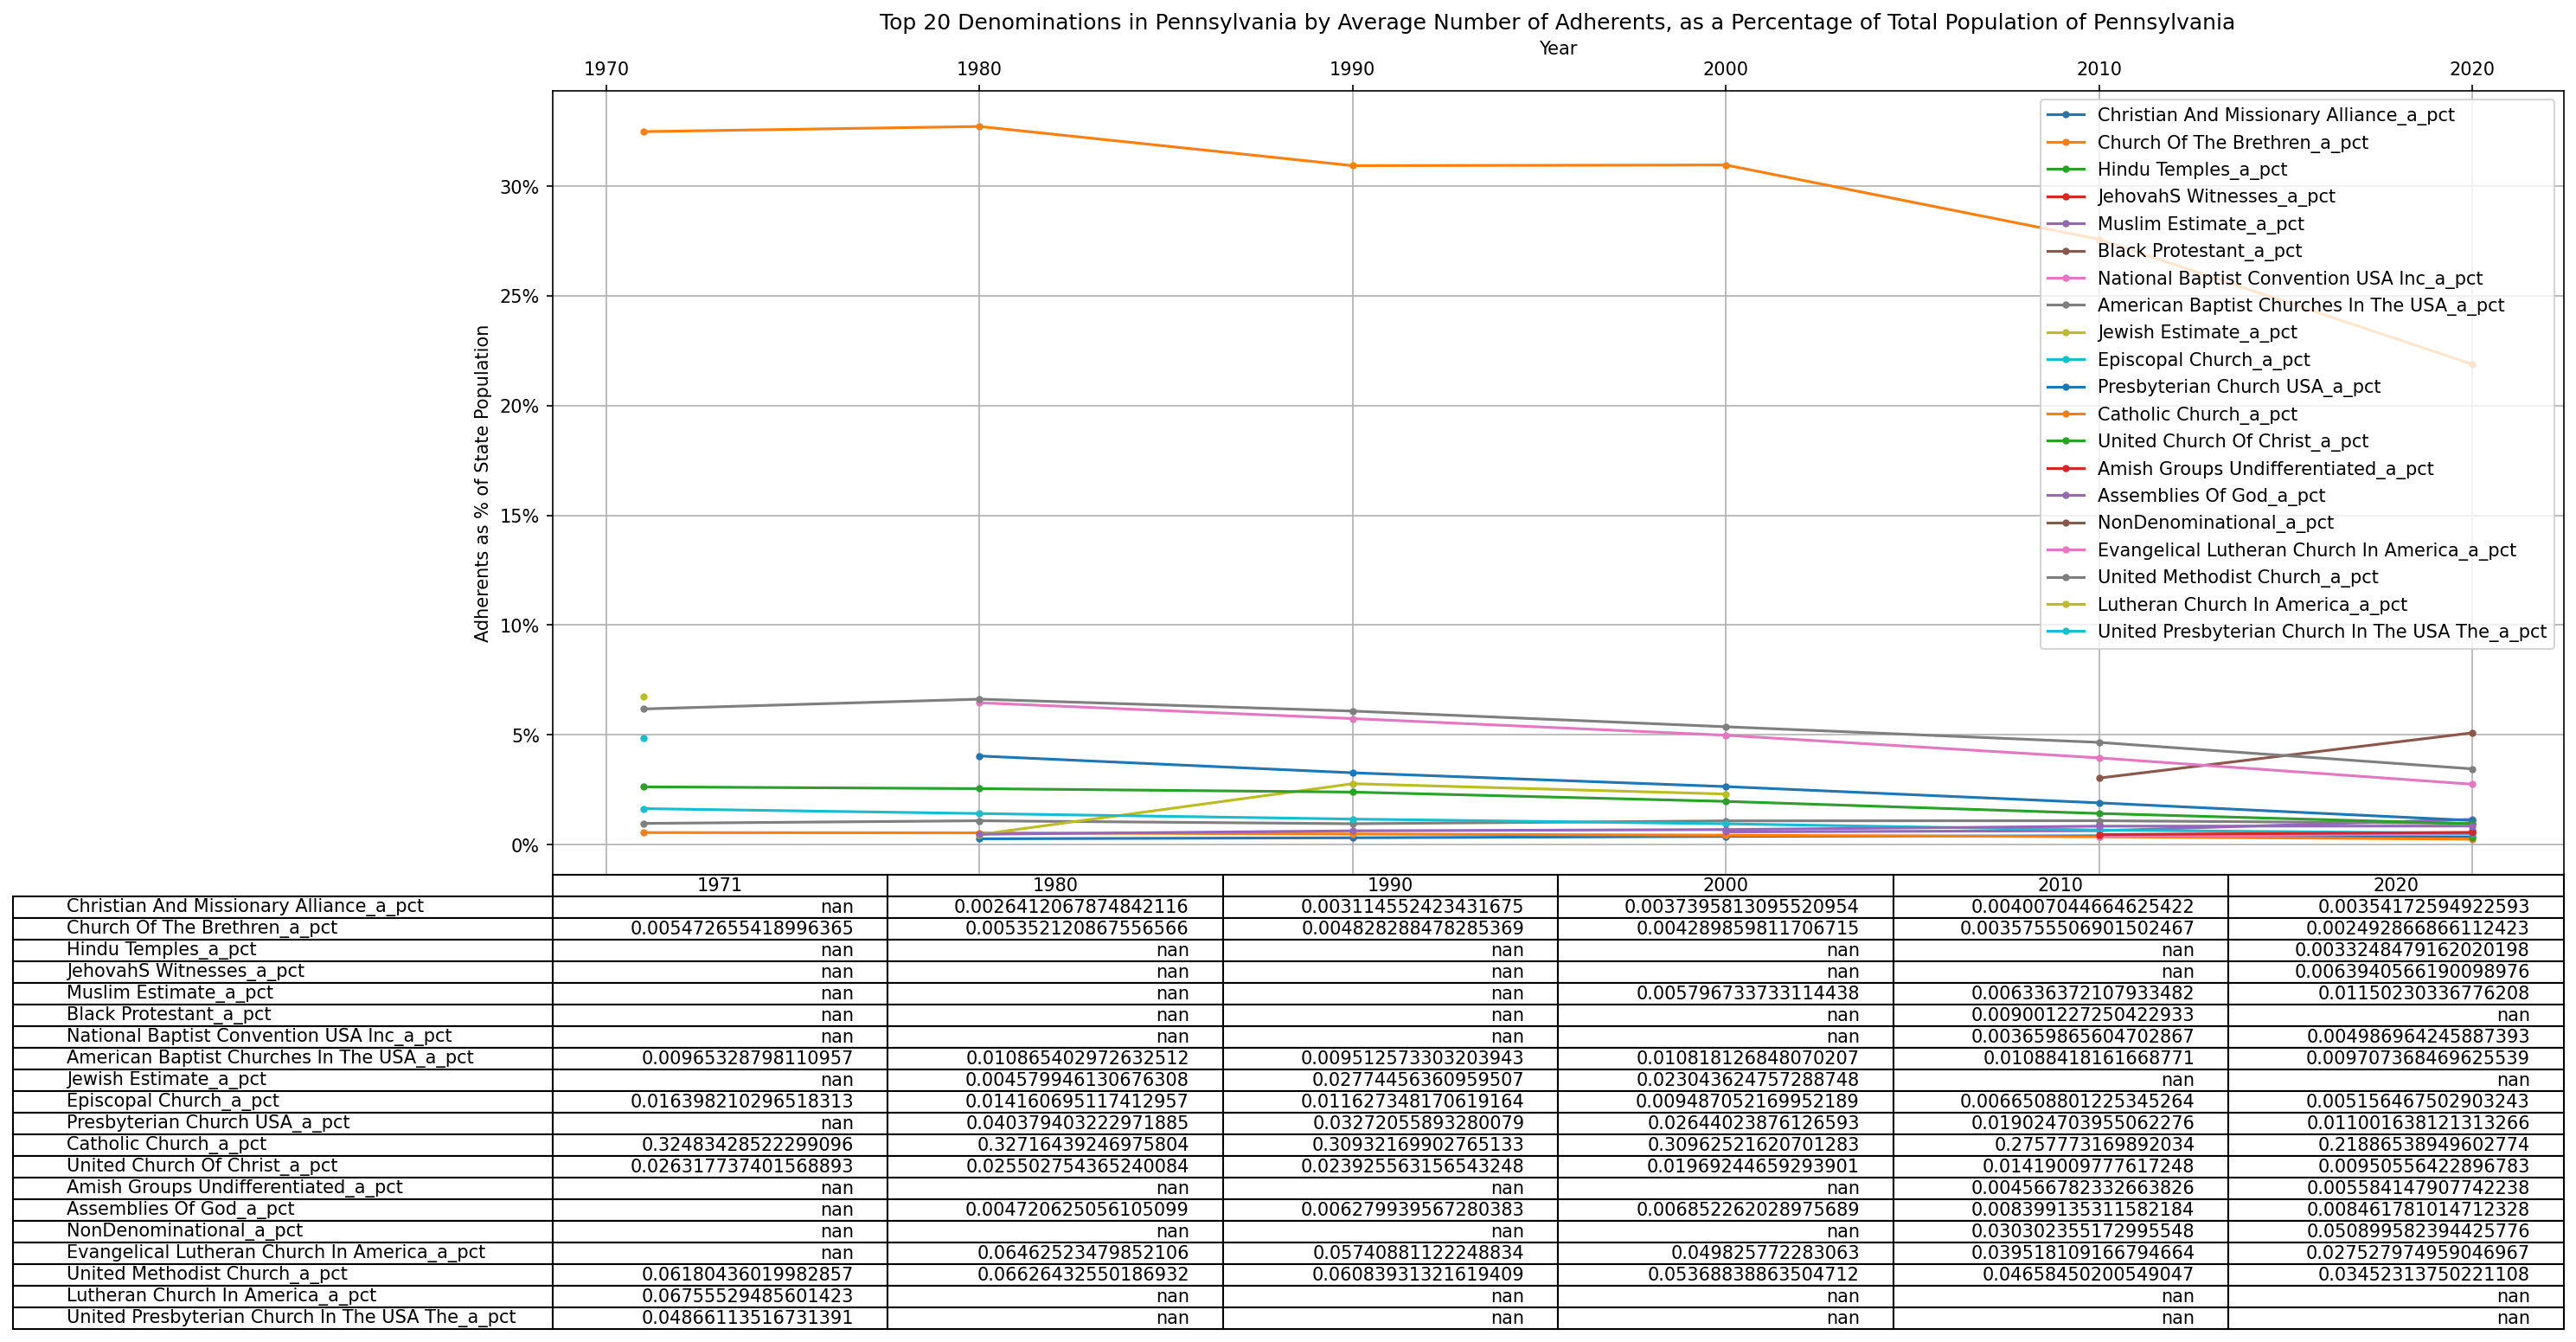 Top 20 Denominations in Pennsylvania by Average Number of Adherents, as a Percentage of Total Population of Pennsylvania
Year
1970 1980 1990 2000 2010 2020
Adherents as % of State Population
30%
25%
20%
15%
10%
5%
0%
Christian And Missionary Alliance_a_pct
Church Of The Brethren_a_pct
Hindu Temples_a_pct
JehovahS Witnesses_a_pct
Muslim Estimate_a_pct
Black Protestant_a_pct
National Baptist Convention USA Inc_a_pct
American Baptist Churches In The USA_a_pct
Jewish Estimate_a_pct
Episcopal Church_a_pct
Presbyterian Church USA_a_pct
Catholic Church_a_pct
United Church Of Christ_a_pct
Amish Groups Undifferentiated_a_pct
Assemblies Of God_a_pct
NonDenominational_a_pct
Evangelical Lutheran Church In America_a_pct
United Methodist Church_a_pct
Lutheran Church In America_a_pct
United Presbyterian Church In The USA The_a_pct
1971 1980 1990 2000 2010 2020
Christian And Missionary Alliance_a_pct nan 0.0026412067874842116 0.003114552423431675 0.0037395813095520954 0.004007044664625422 0.00354172594922593
Church Of The Brethren_a_pct 0.005472655418996365 0.005352120867556566 0.004828288478285369 0.004289859811706715 0.0035755506901502467 0.002492866866112423
Hindu Temples_a_pct nan nan nan nan nan 0.0033248479162020198
JehovahS Witnesses_a_pct nan nan nan nan nan 0.0063940566190098976
Muslim Estimate_a_pct nan nan nan 0.005796733733114438 0.006336372107933482 0.01150230336776208
Black Protestant_a_pct nan nan nan nan 0.009001227250422933 nan
National Baptist Convention USA Inc_a_pct nan nan nan nan 0.003659865604702867 0.004986964245887393
American Baptist Churches In The USA_a_pct 0.00965328798110957 0.010865402972632512 0.009512573303203943 0.010818126848070207 0.01088418161668771 0.009707368469625539
Jewish Estimate_a_pct nan 0.004579946130676308 0.02774456360959507 0.023043624757288748 nan nan
Episcopal Church_a_pct 0.016398210296518313 0.014160695117412957 0.011627348170619164 0.009487052169952189 0.0066508801225345264 0.005156467502903243
Presbyterian Church USA_a_pct nan 0.040379403222971885 0.03272055893280079 0.02644023876126593 0.019024703955062276 0.011001638121313266
Catholic Church_a_pct 0.32483428522299096 0.32716439246975804 0.30932169902765133 0.30962521620701283 0.2757773169892034 0.21886538949602774
United Church Of Christ_a_pct 0.026317737401568893 0.025502754365240084 0.023925563156543248 0.01969244659293901 0.01419009777617248 0.00950556422896783
Amish Groups Undifferentiated_a_pct nan nan nan nan 0.004566782332663826 0.005584147907742238
Assemblies Of God_a_pct nan 0.004720625056105099 0.006279939567280383 0.006852262028975689 0.008399135311582184 0.008461781014712328
NonDenominational_a_pct nan nan nan nan 0.030302355172995548 0.050899582394425776
Evangelical Lutheran Church In America_a_pct nan 0.06462523479852106 0.05740881122248834 0.049825772283063 0.039518109166794664 0.027527974959046967
United Methodist Church_a_pct 0.06180436019982857 0.06626432550186932 0.06083931321619409 0.05368838863504712 0.04658450200549047 0.03452313750221108
Lutheran Church In America_a_pct 0.06755529485601423 nan nan nan nan nan
United Presbyterian Church In The USA The_a_pct 0.04866113516731391 nan nan nan nan nan